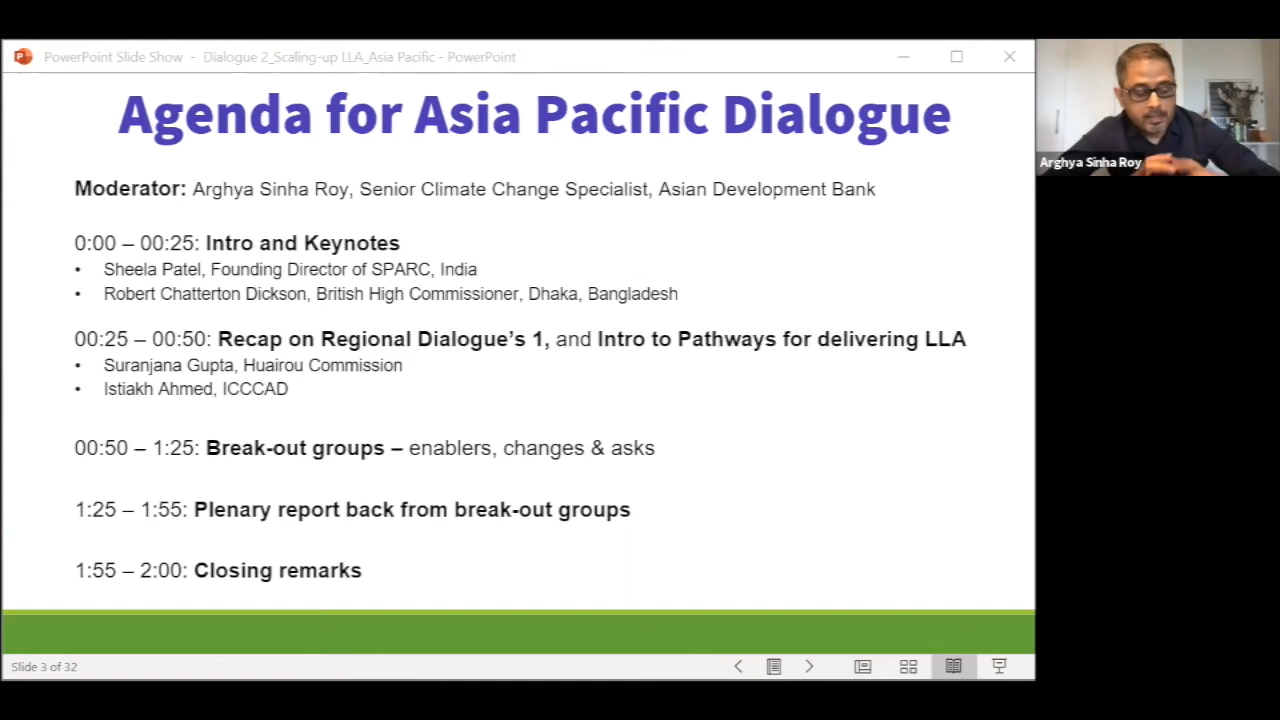 PowerPoint Slide Show - Dialogue 2_Scaling-up LLA_Asia Pacific - PowerPoint
Agenda for Asia Pacific Dialogue
Moderator: Arghya Sinha Roy, Senior Climate Change Specialist, Asian Development Bank
0:00 – 00:25: Intro and Keynotes
• Sheela Patel, Founding Director of SPARC, India
• Robert Chatterton Dickson, British High Commissioner, Dhaka, Bangladesh
00:25 – 00:50: Recap on Regional Dialogue’s 1, and Intro to Pathways for delivering LLA
• Suranjana Gupta, Huairou Commission
• Istiakh Ahmed, ICCCAD
00:50 – 1:25: Break-out groups – enablers, changes & asks
1:25 – 1:55: Plenary report back from break-out groups
1:55 – 2:00: Closing remarks
Slide 3 of 32
Arghya Sinha Roy